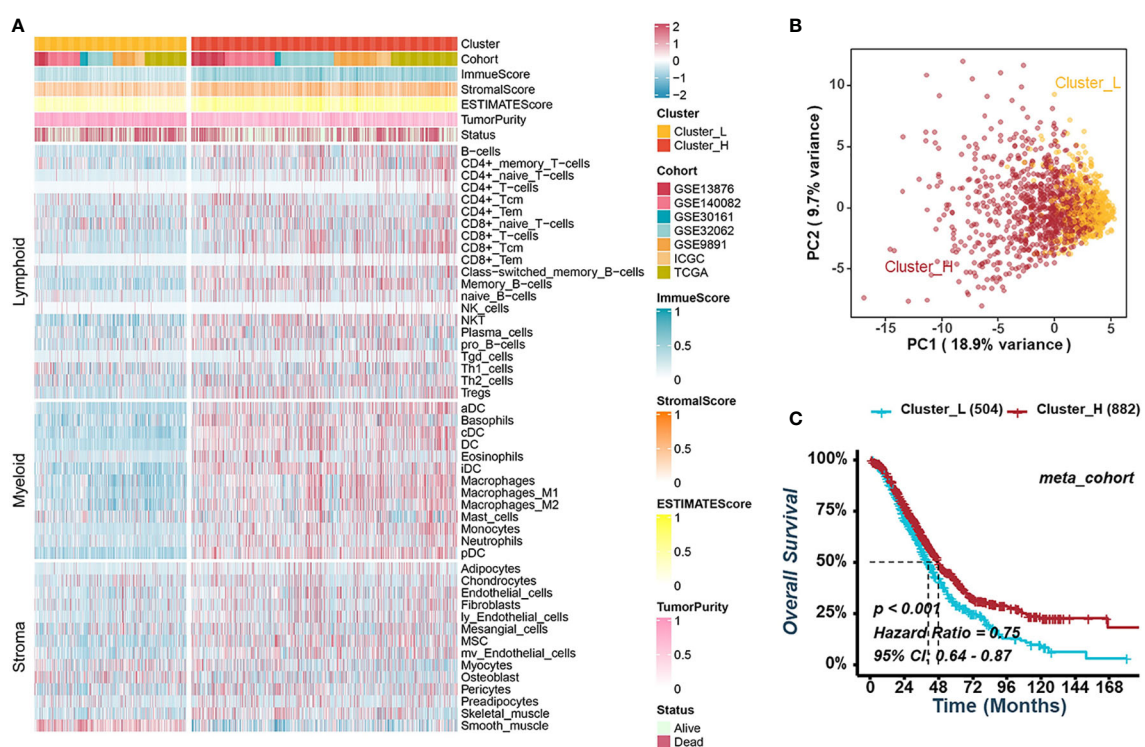 A
Cluster
Cohort
ImmueScore
StromalScore
ESTIMATEScore
TumorPurity
Status
Lymphoid
B-cells
CD4+_memory_T-cells
CD4+_naive_T-cells
CD4+_T-cells
CD4+_Tcm
CD4+_Tem
CD8+_naive_T-cells
CD8+_T-cells
CD8+_Tcm
CD8+_Tem
Class-switched_memory_B-cells
Memory_B-cells
naive_B-cells
NK_cells
NKT
Plasma_cells
pro_B-cells
Tgd_cells
Th1_cells
Th2_cells
Tregs
Myeloid
aDC
Basophils
cDC
DC
Eosinophils
iDC
Macrophages
Macrophages_M1
Macrophages_M2
Mast_cells
Monocytes
Neutrophils
pDC
Stroma
Adipocytes
Chondrocytes
Endothelial_cells
Fibroblasts
ly_Endothelial_cells
Mesangial_cells
MSC
mv_Endothelial_cells
Myocytes
Osteoblast
Pericytes
Preadipocytes
Skeletal_muscle
Smooth_muscle
2
1
0
−1
−2
Cluster
Cluster_L
Cluster_H
Cohort
GSE13876
GSE140082
GSE30161
GSE32062
GSE9891
ICGC
TCGA
ImmueScore
1
0.5
0
StromalScore
1
0.5
0
ESTIMATEScore
1
0.5
0
TumorPurity
1
0.5
0
Status
Alive
Dead
B
PC2 ( 9.7% variance)
10
5
0
-5
Cluster_L
Cluster_H
-15
-10
-5
0
5
PC1 ( 18.9% variance )
C
Cluster_L (504)
Cluster_H (882)
Overall Survival
100%
75%
50%
25%
0%
meta_cohort
p < 0.001
Hazard Ratio = 0.75
95% CI: 0.64 - 0.87
0 24 48 72 96 120 144 168
Time (Months)